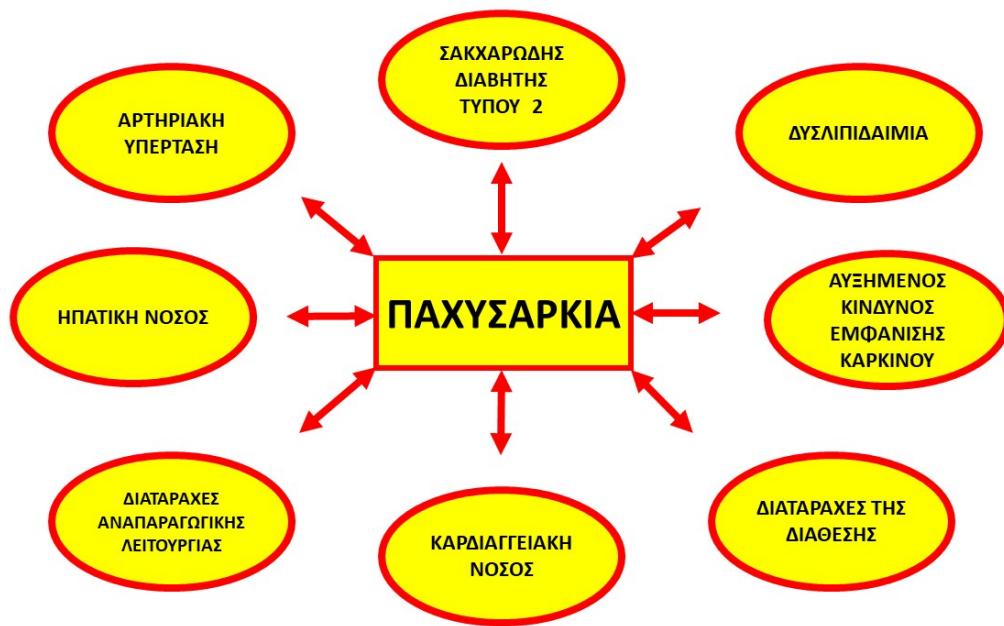 ΣΑΚΧΑΡΩΔΗΣ
ΔΙΑΒΗΤΗΣ
ΤΥΠΟΥ 2
ΑΡΤΗΡΙΑΚΗ
ΥΠΕΡΤΑΣΗ
ΔΥΣΛΙΠΙΔΑΙΜΙΑ
ΗΠΑΤΙΚΗ ΝΟΣΟΣ
ΠΑΧΥΣΑΡΚΙΑ
ΑΥΞΗΜΕΝΟΣ
ΚΙΝΔΥΝΟΣ
ΕΜΦΑΝΙΣΗΣ
ΚΑΡΚΙΝΟΥ
ΔΙΑΤΑΡΑΧΕΣ
ΑΝΑΠΑΡΑΓΩΓΙΚΗΣ
ΛΕΙΤΟΥΡΓΙΑΣ
ΚΑΡΔΙΑΓΓΕΙΑΚΗ
ΝΟΣΟΣ
ΔΙΑΤΑΡΑΧΕΣ ΤΗΣ
ΔΙΑΘΕΣΗΣ